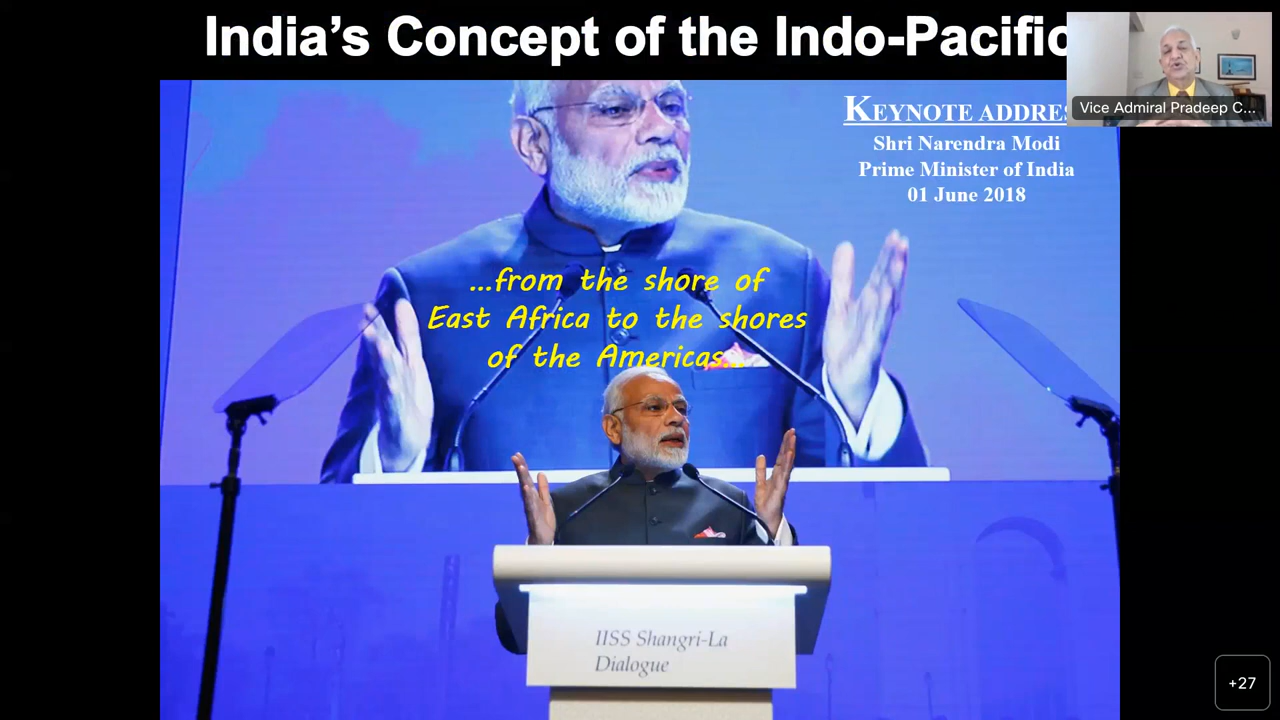 India’s Concept of the Indo-Pacific
Vice Admiral Pradeep C...
KEYNOTE ADDRES
Shri Narendra Modi
Prime Minister of India
01 June 2018
...from the shore of
East Africa to the shores
of the Americas...
IISS Shangri-La
Dialogue
+27